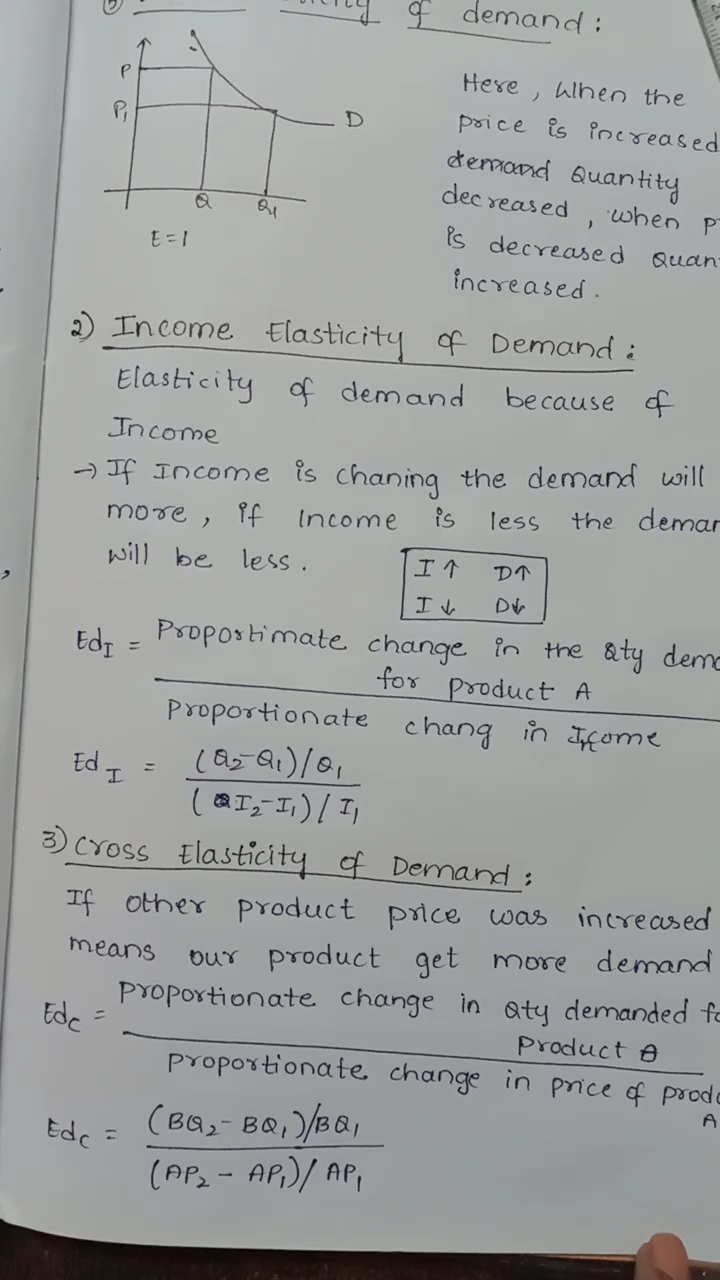 of demand :
P
P1
D
Q Q1
E = 1
Here, When the
price is increased
demand Quantity
decreased, when
is decreased
increased.
2) Income Elasticity of Demand :
Elasticity of demand because of
Income
→ If Income is chaning the demand will
more, if Income is less the
will be less.
I ↑ D↑
I ↓ D↓
EdI = Proportimate change in the Qty
for product A
Proportionate chang in Income
EdI = (Q2-Q1)/Q1
(I2-I1)/I1
3) Cross Elasticity of Demand :
If other product price was increased
means our product get more demand
Edc = Proportionate change in Qty demanded
Product B
proportionate change in price of
A
Edc = (BQ2 - BQ1)/BQ1
(AP2 - AP1)/AP1